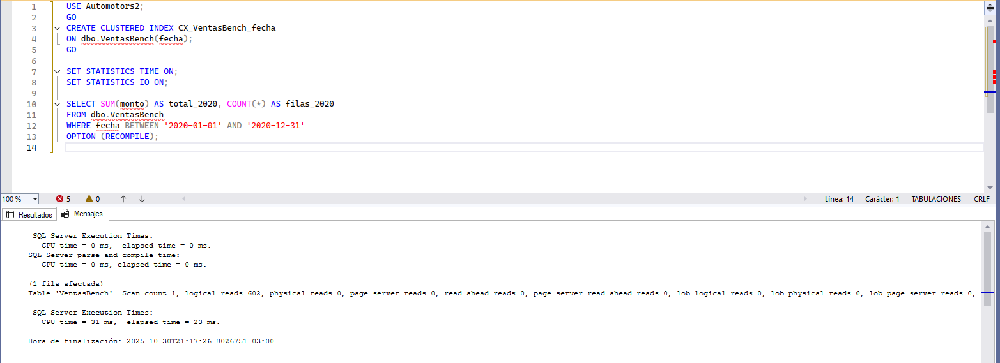 1 USE Automotors2;
2 GO
3 CREATE CLUSTERED INDEX CX_VentasBench_fecha
4 ON dbo.VentasBench(fecha);
5 GO
6
7 SET STATISTICS TIME ON;
8 SET STATISTICS IO ON;
9
10 SELECT SUM(monto) AS total_2020, COUNT(*) AS filas_2020
11 FROM dbo.VentasBench
12 WHERE fecha BETWEEN '2020-01-01' AND '2020-12-31'
13 OPTION (RECOMPILE);
14
100 % 5 0 Línea: 14 Carácter: 1 TABULACIONES CRLF
Resultados Mensajes
SQL Server Execution Times:
CPU time = 0 ms, elapsed time = 0 ms.
SQL Server parse and compile time:
CPU time = 0 ms, elapsed time = 0 ms.
(1 fila afectada)
Table 'VentasBench'. Scan count 1, logical reads 602, physical reads 0, page server reads 0, read-ahead reads 0, page server read-ahead reads 0, lob logical reads 0, lob physical reads 0, lob page server reads 0,
SQL Server Execution Times:
CPU time = 31 ms, elapsed time = 23 ms.
Hora de finalización: 2025-10-30T21:17:26.8026751-03:00